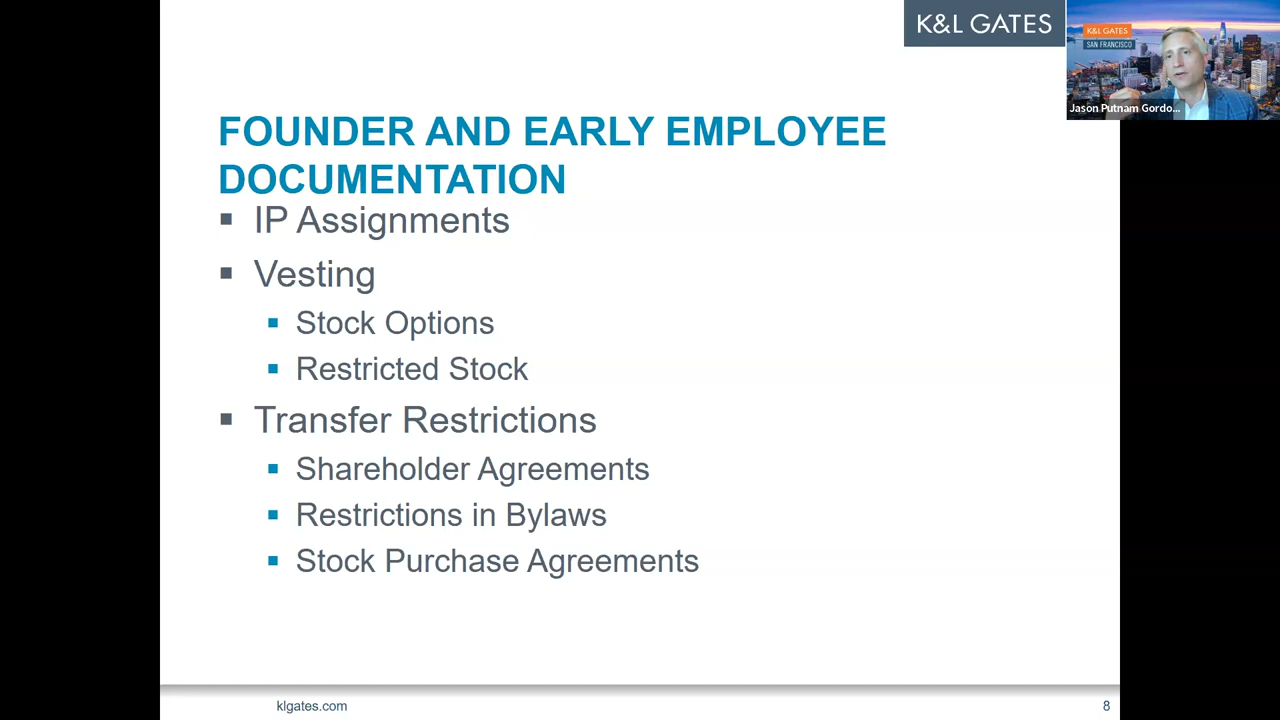 K&L GATES
K&L GATES
SAN FRANCISCO
Jason Putnam Gordo...
FOUNDER AND EARLY EMPLOYEE
DOCUMENTATION
▪ IP Assignments
▪ Vesting
▪ Stock Options
▪ Restricted Stock
▪ Transfer Restrictions
▪ Shareholder Agreements
▪ Restrictions in Bylaws
▪ Stock Purchase Agreements
klgates.com
8